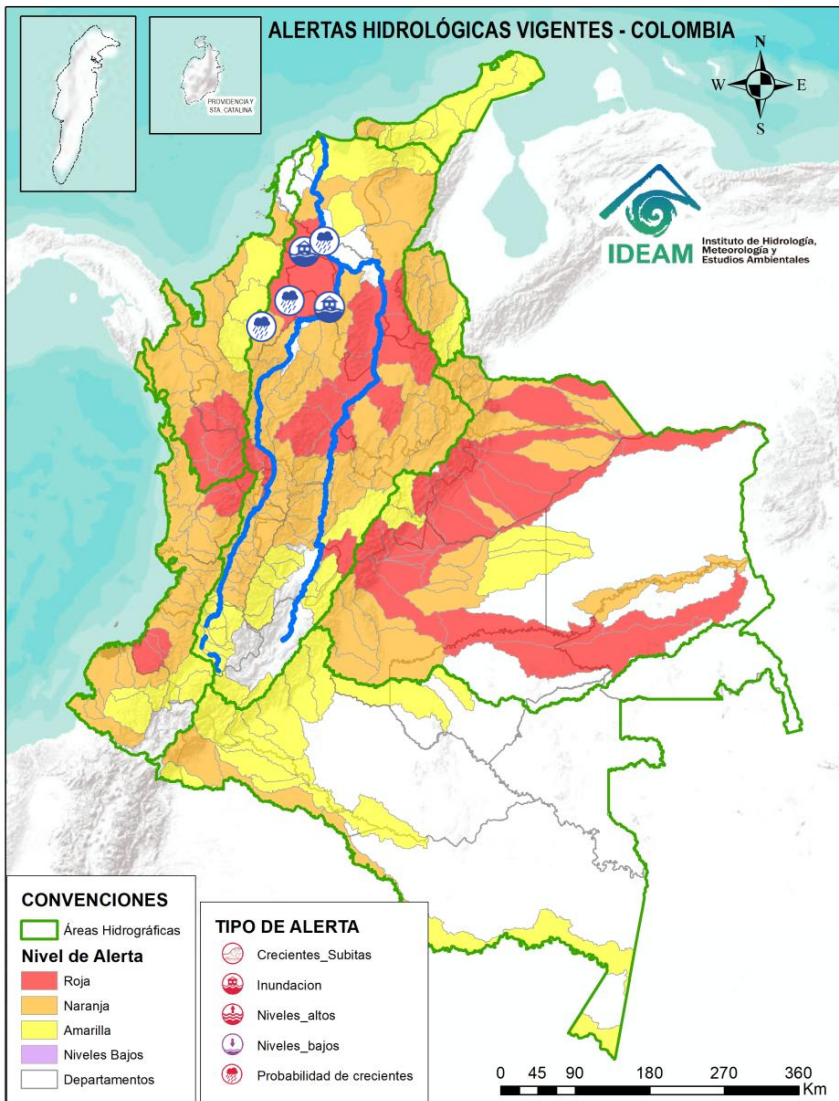 ALERTAS HIDROLÓGICAS VIGENTES - COLOMBIA
PROVIDENCIA Y
STA. CATALINA
N
W
E
S
IDEAM
Instituto de Hidrología,
Meteorología y
Estudios Ambientales
CONVENCIONES
Áreas Hidrográficas
Nivel de Alerta
Roja
Naranja
Amarilla
Niveles Bajos
Departamentos
TIPO DE ALERTA
Crecientes_Subitas
Inundacion
Niveles_altos
Niveles_bajos
Probabilidad de crecientes
0 45 90 180 270 360
Km